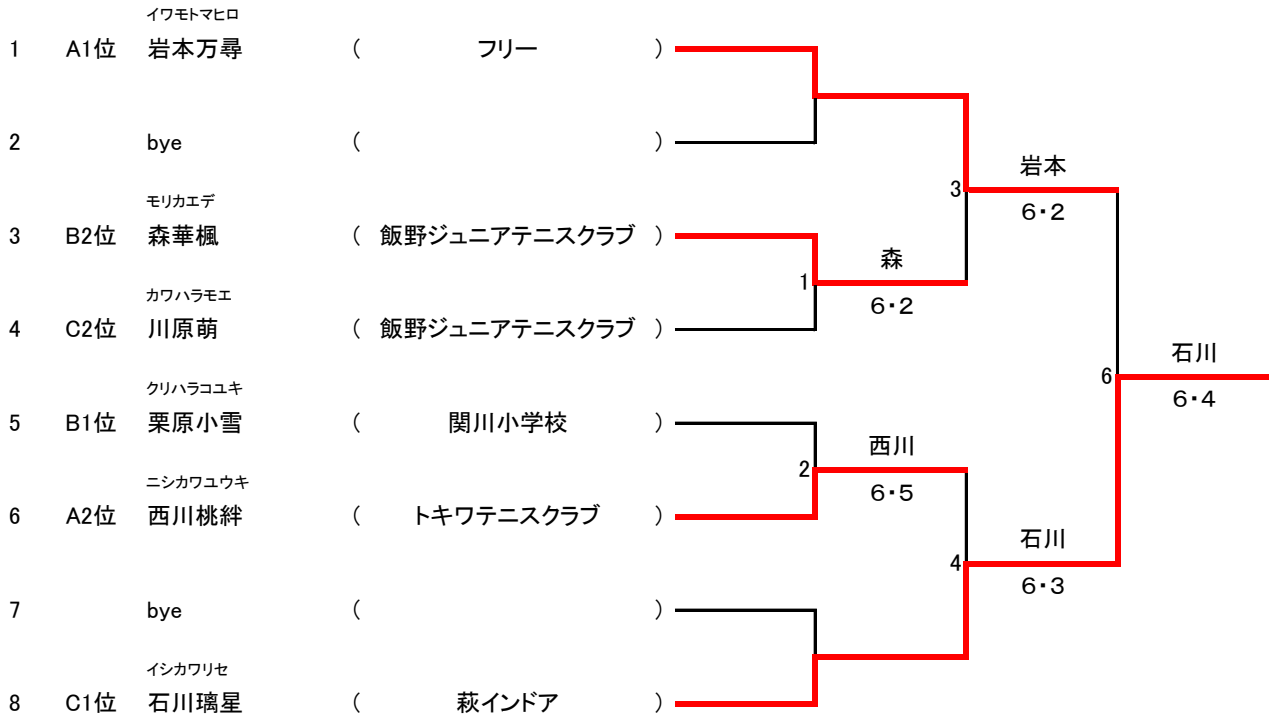 イワモトマヒロ
1 A1位 岩本万尋 ( フリー )
2 bye ( )
岩本
3
6・2
モリカエデ
3 B2位 森華楓 ( 飯野ジュニアテニスクラブ )
森
1
6・2
カワハラモエ
4 C2位 川原萌 ( 飯野ジュニアテニスクラブ )
石川
6
6・4
クリハラコユキ
5 B1位 栗原小雪 ( 関川小学校 )
西川
2
6・5
ニシカワユウキ
6 A2位 西川桃絆 ( トキワテニスクラブ )
石川
4
6・3
7 bye ( )
イシカワリセ
8 C1位 石川璃星 ( 萩インドア )